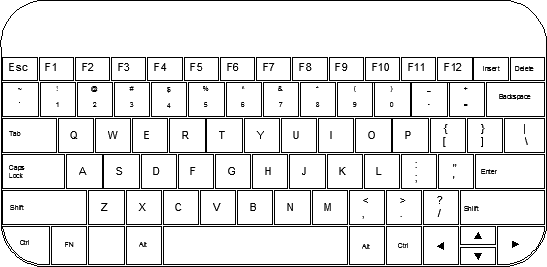 Esc F1 F2 F3 F4 F5 F6 F7 F8 F9 F10 F11 F12 Insert Delete
~ ! @ # $ % ^ & * ( ) _ +
1 2 3 4 5 6 7 8 9 0 - = Backspace
Tab Q W E R T Y U I O P { } |
[ ] \
Caps A S D F G H J K L : " Enter
Lock ; '
Shift Z X C V B N M < > ? Shift
, . /
Ctrl FN Alt Alt Ctrl ◀ ▲ ▼ ▶